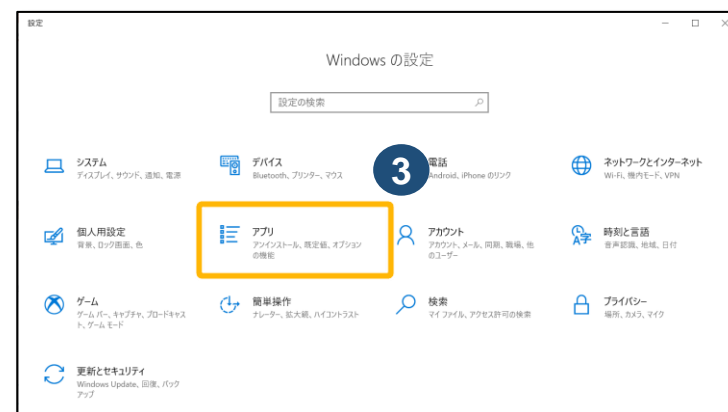 設定
Windows の設定
設定の検索
システム
ディスプレイ、サウンド、通知、電源
デバイス
Bluetooth、プリンター、マウス
3
電話
Android、iPhone のリンク
ネットワークとインターネット
Wi-Fi、機内モード、VPN
個人用設定
背景、ロック画面、色
アプリ
アンインストール、既定値、オプション
の機能
アカウント
アカウント、メール、同期、職場、他
のユーザー
時刻と言語
音声認識、地域、日付
ゲーム
ゲーム バー、キャプチャ、ブロードキャス
ト、ゲーム モード
簡単操作
ナレーター、拡大鏡、ハイコントラスト
検索
マイ ファイル、アクセス許可の検索
プライバシー
場所、カメラ、マイク
更新とセキュリティ
Windows Update、回復、バック
アップ